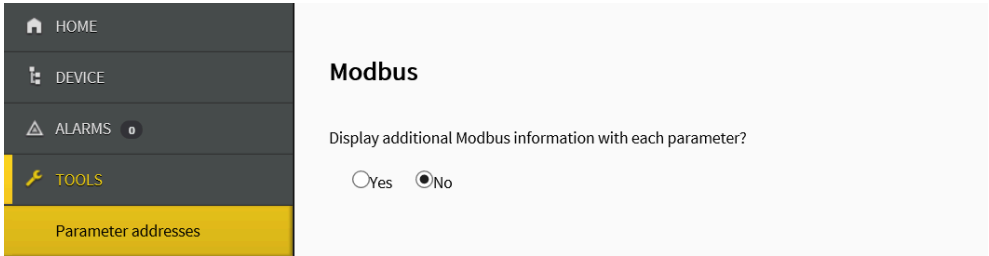 HOME
DEVICE
ALARMS 0
TOOLS
Parameter addresses
Modbus
Display additional Modbus information with each parameter?
Yes No